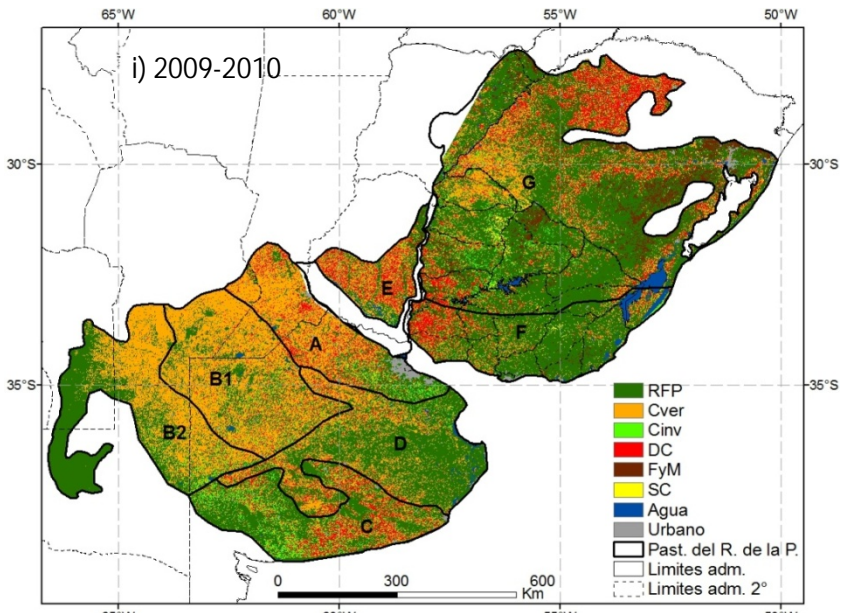 65°W 60°W 55°W 50°W
i) 2009-2010
30°S 30°S
G
E
A
F
B1
35°S 35°S
B2
D
C
RFP
Cver
Cinv
DC
FyM
SC
Agua
Urbano
Past. del R. de la P.
Limites adm.
Limites adm. 2°
0 300 600
Km